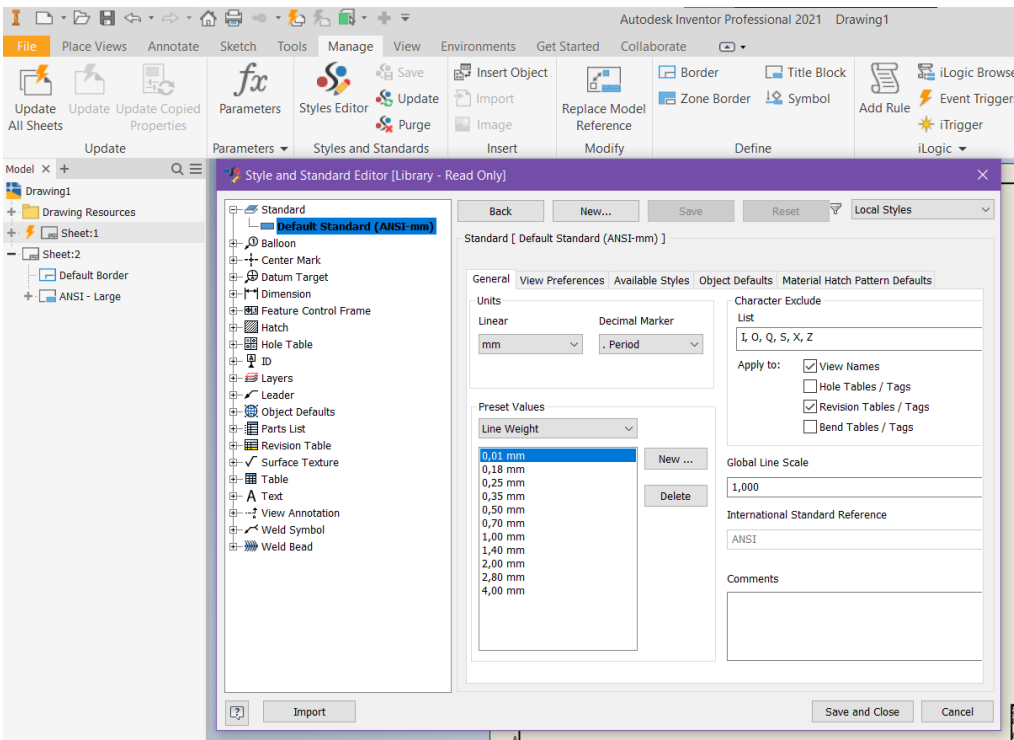 Autodesk Inventor Professional 2021 Drawing1
File Place Views Annotate Sketch Tools Manage View Environments Get Started Collaborate
Update All Sheets
Update
Update Copied Properties
Update
fx
Parameters
Parameters
Styles Editor
Save
Update
Purge
Styles and Standards
Insert Object
Import
Image
Insert
Replace Model Reference
Modify
Border
Zone Border
Title Block
Symbol
Define
Add Rule
iLogic Browse
Event Trigger
iTrigger
iLogic
Model
Drawing1
Drawing Resources
Sheet:1
Sheet:2
Default Border
ANSI - Large
Style and Standard Editor [Library - Read Only]
Standard
Default Standard (ANSI-mm)
Balloon
Center Mark
Datum Target
Dimension
Feature Control Frame
Hatch
Hole Table
ID
Layers
Leader
Object Defaults
Parts List
Revision Table
Surface Texture
Table
Text
View Annotation
Weld Symbol
Weld Bead
Back New... Save Reset Local Styles
Standard [ Default Standard (ANSI-mm) ]
General View Preferences Available Styles Object Defaults Material Hatch Pattern Defaults
Units
Linear Decimal Marker
mm . Period
Preset Values
Line Weight
0,01 mm
0,18 mm
0,25 mm
0,35 mm
0,50 mm
0,70 mm
1,00 mm
1,40 mm
2,00 mm
2,80 mm
4,00 mm
New ...
Delete
Character Exclude
List
I, O, Q, S, X, Z
Apply to: View Names
Hole Tables / Tags
Revision Tables / Tags
Bend Tables / Tags
Global Line Scale
1,000
International Standard Reference
ANSI
Comments
Import Save and Close Cancel